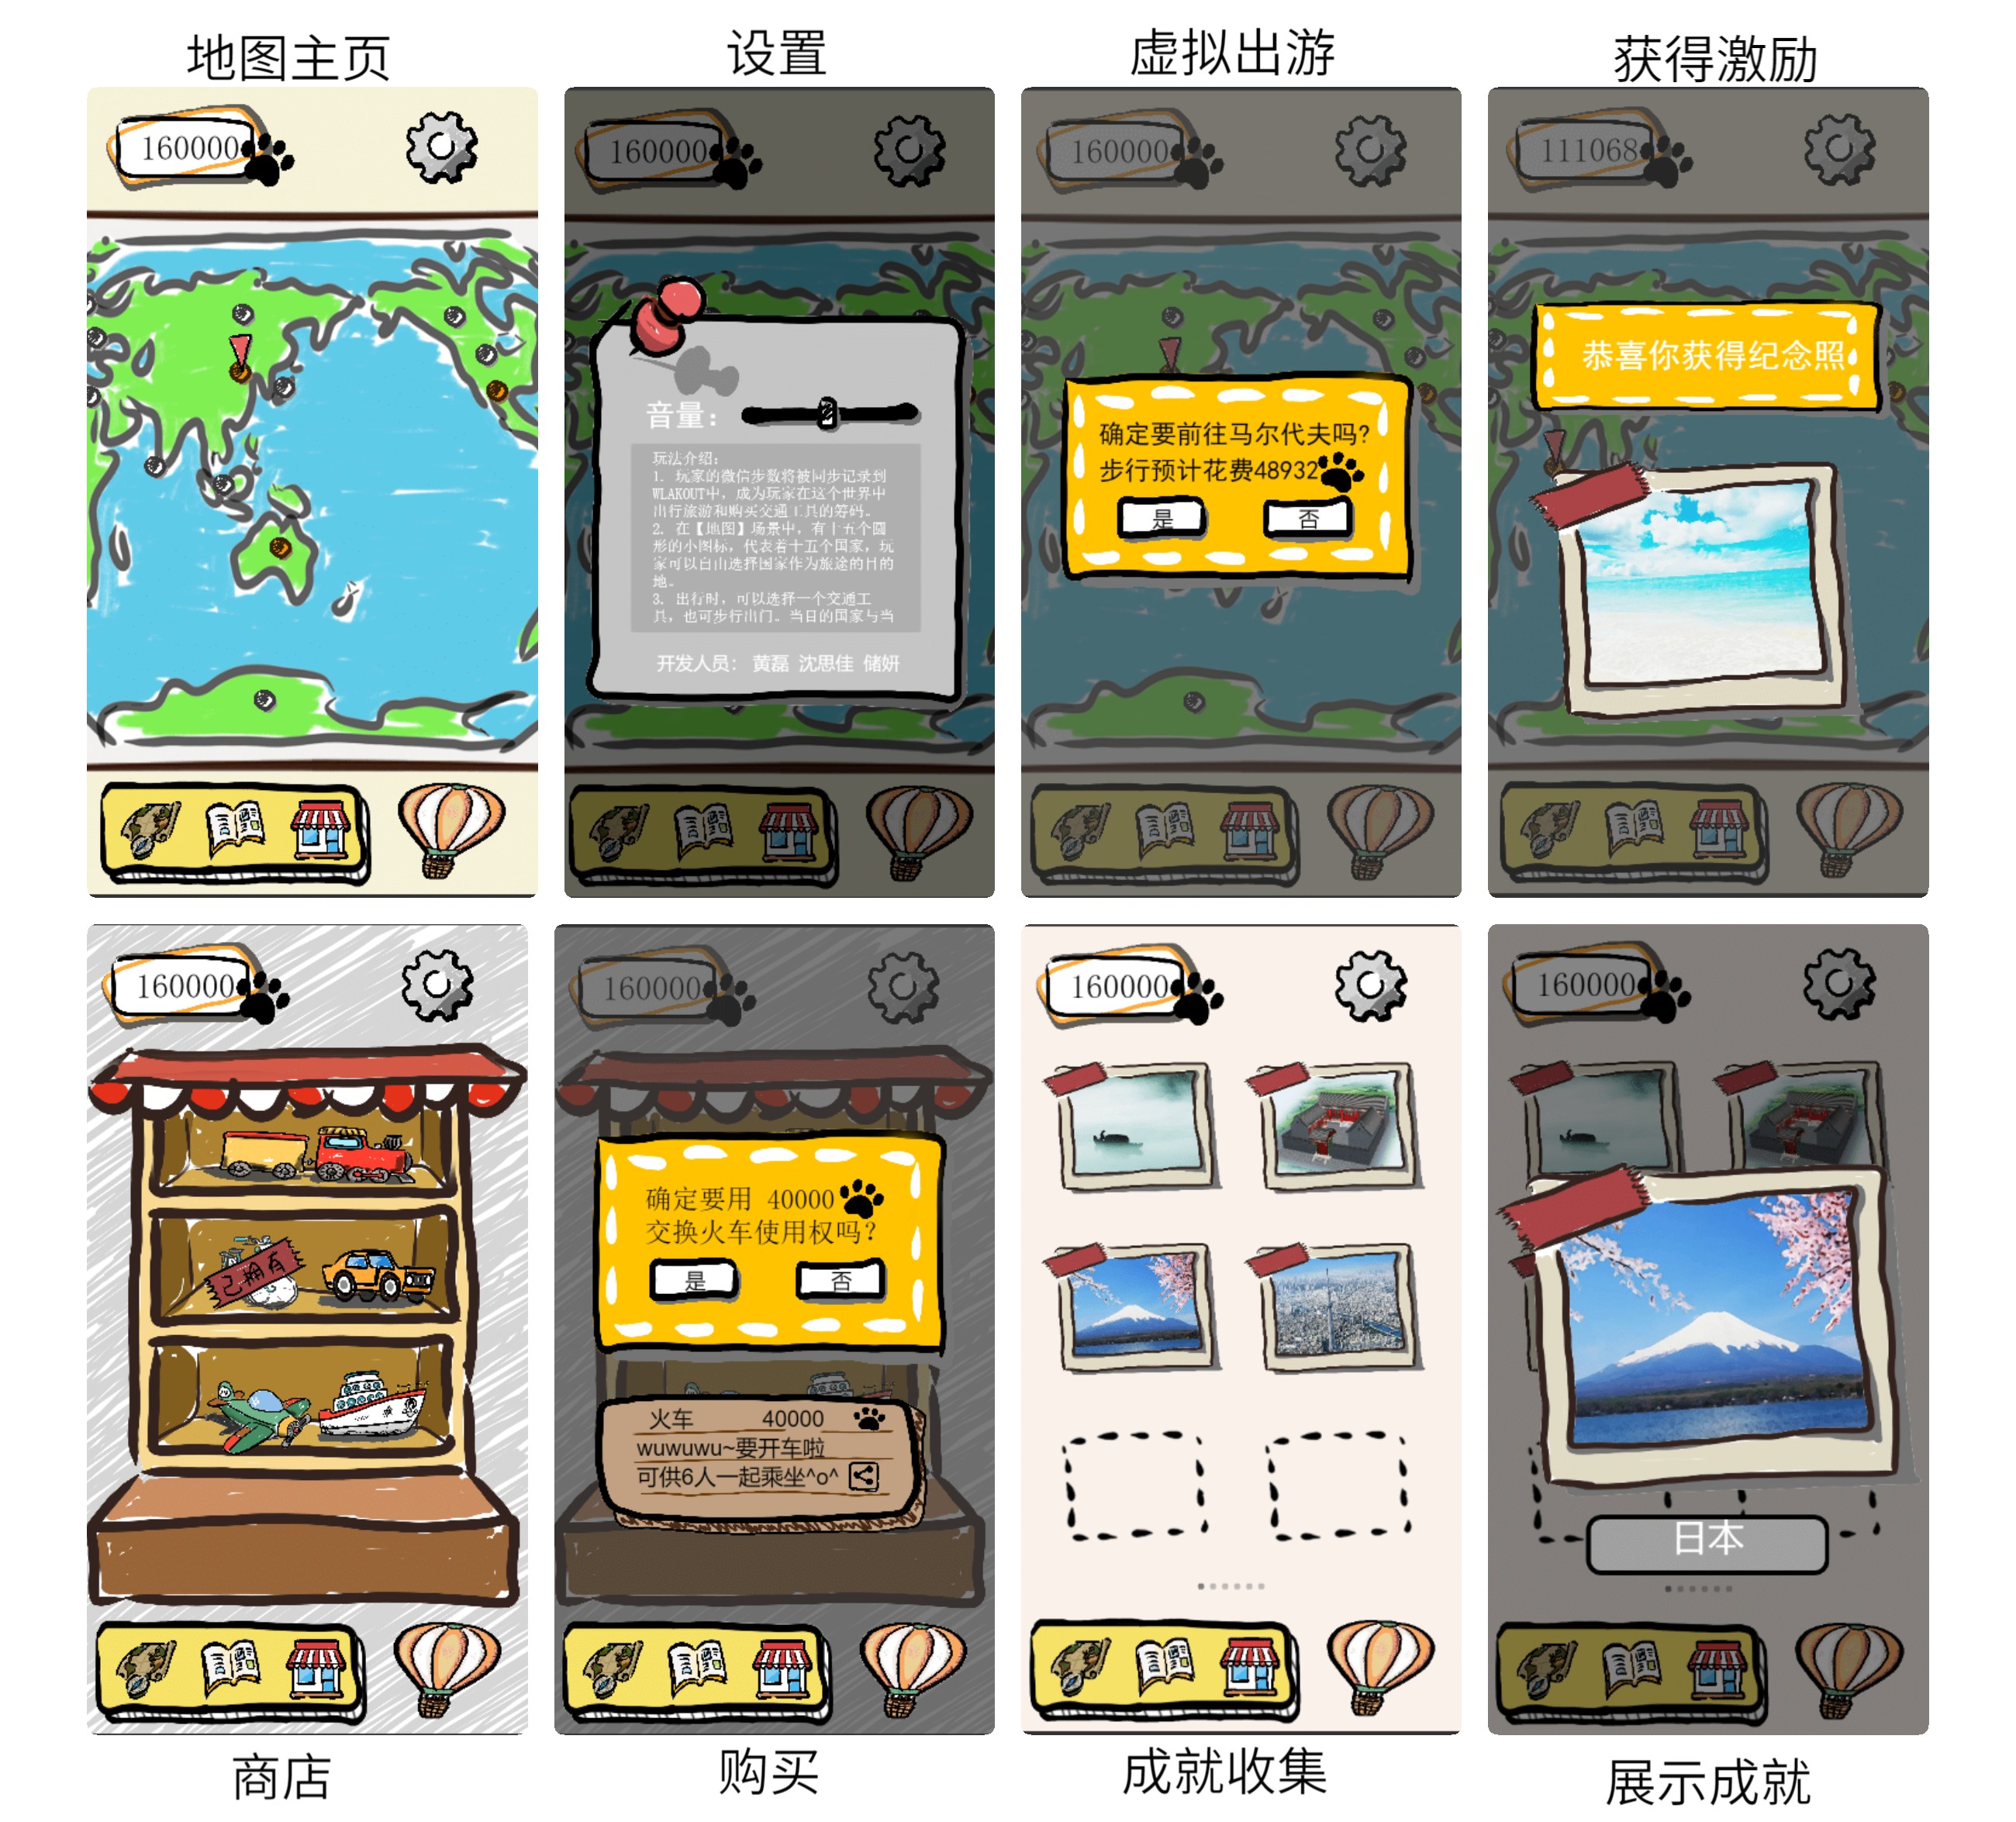 地图主页
设置
虚拟出游
获得激励
160000
160000
音量：
玩法介绍：
1. 玩家的微信步数将被同步记录到
WLAKOUT中，成为玩家在这个世界中
出行旅游和购买交通工具的筹码。
2. 在【地图】场景中，有十五个圆
形的小图标，代表着十五个国家，玩
家可以自由选择国家作为旅途的目的
地。
3. 出行时，可以选择一个交通工
具，也可步行出门。当日的国家与当
开发人员： 黄磊 沈思佳 储妍
160000
确定要前往马尔代夫吗?
步行预计花费48932
是 否
111068
恭喜你获得纪念照
160000
已拥有
160000
确定要用 40000
交换火车使用权吗?
是 否
火车 40000
wuwuwu~要开车啦
可供6人一起乘坐^o^
160000
160000
日本
商店
购买
成就收集
展示成就